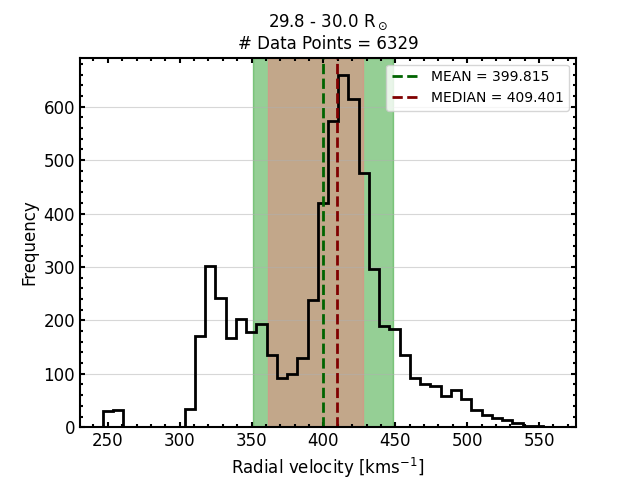 29.8 - 30.0 R⊙
# Data Points = 6329
MEAN = 399.815
MEDIAN = 409.401
Frequency
600
500
400
300
200
100
0
250 300 350 400 450 500 550
Radial velocity [kms⁻¹]